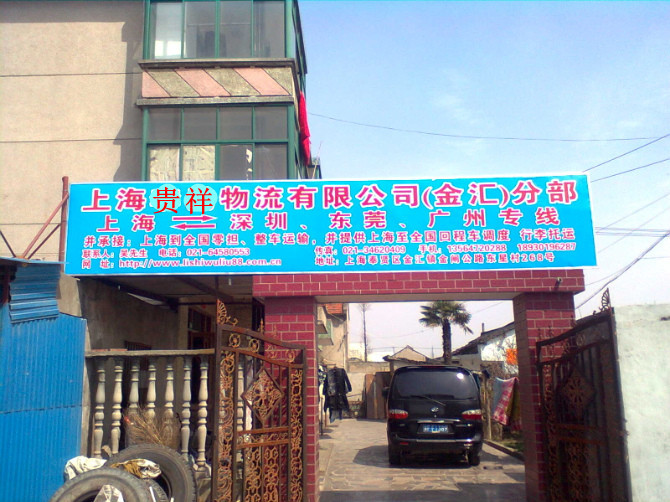 上海贵祥物流有限公司(金汇)分部
上海⇌深圳、东莞、广州专线
并承接：上海到全国零担、整车运输，并提供上海至全国回程车调度 行李托运
联系人：吴先生 电话：021-64580553 传真：021-34620409 手机：13564120288 18930196287
网 址：http://www.lishiwuliu88.com.cn 地址：上海奉贤区金汇镇金闸公路东星村268号